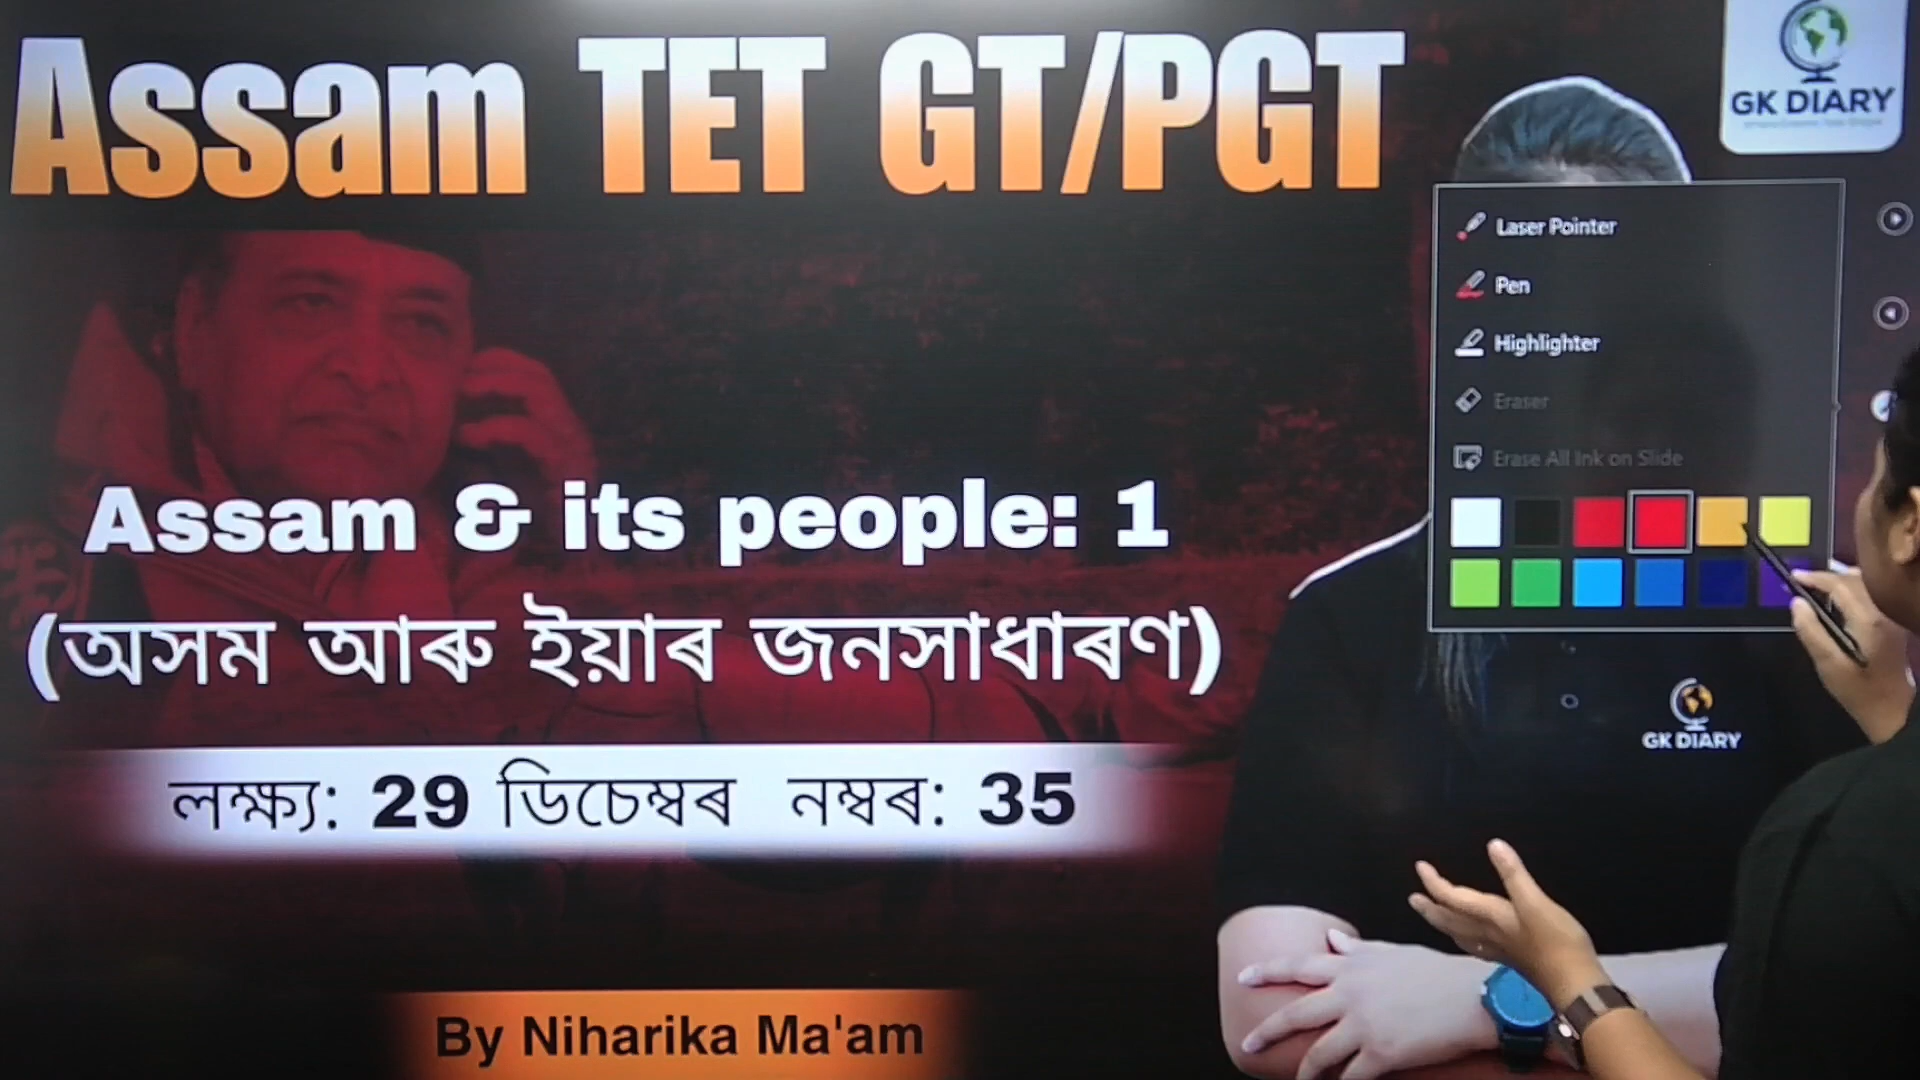 Assam TET GT/PGT
GK DIARY
Laser Pointer
Pen
Highlighter
Eraser
Erase All Ink on Slide
Assam & its people: 1
(অসম আৰু ইয়াৰ জনসাধাৰণ)
GK DIARY
লক্ষ্য: 29 ডিচেম্বৰ নম্বৰ: 35
By Niharika Ma'am